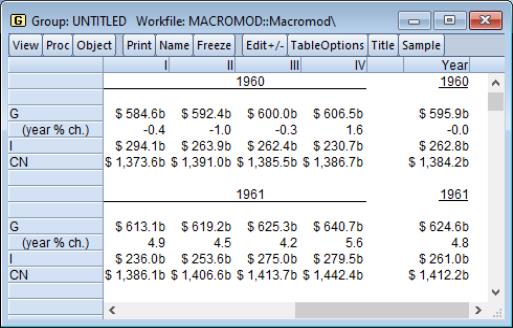 G Group: UNTITLED Workfile: MACROMOD::Macromod\
View Proc Object Print Name Freeze Edit+/- TableOptions Title Sample
I II III IV Year
1960 1960
G $ 584.6b $ 592.4b $ 600.0b $ 606.5b $ 595.9b
(year % ch.) -0.4 -1.0 -0.3 1.6 -0.0
I $ 294.1b $ 263.9b $ 262.4b $ 230.7b $ 262.8b
CN $ 1,373.6b $ 1,391.0b $ 1,385.5b $ 1,386.7b $ 1,384.2b
1961 1961
G $ 613.1b $ 619.2b $ 625.3b $ 640.7b $ 624.6b
(year % ch.) 4.9 4.5 4.2 5.6 4.8
I $ 236.0b $ 253.6b $ 275.0b $ 279.5b $ 261.0b
CN $ 1,386.1b $ 1,406.6b $ 1,413.7b $ 1,442.4b $ 1,412.2b